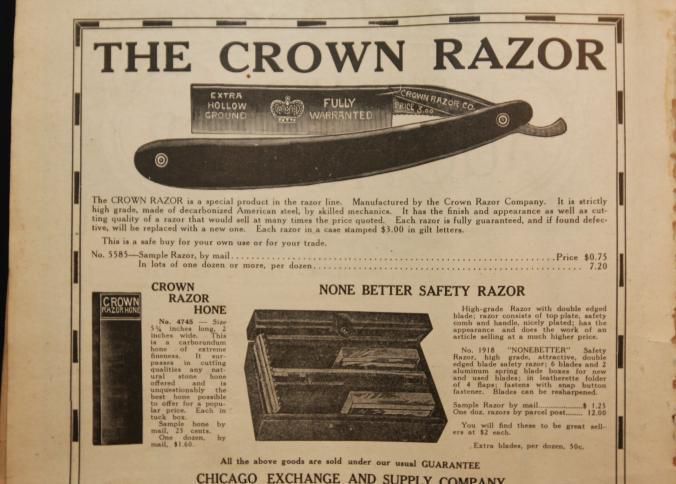 THE CROWN RAZOR
EXTRA
HOLLOW
GROUND
FULLY
WARRANTED
CROWN RAZOR CO.
PRICE 3.00
The CROWN RAZOR is a special product in the razor line. Manufactured by the Crown Razor Company. It is strictly
high grade, made of decarbonized American steel, by skilled mechanics. It has the finish and appearance as well as cut-
ting quality of a razor that would sell at many times the price quoted. Each razor is fully guaranteed, and if found defec-
tive, will be replaced with a new one. Each razor in a case stamped $3.00 in gilt letters.
This is a safe buy for your own use or for your trade.
No. 5585—Sample Razor, by mail Price $0.75
In lots of one dozen or more, per dozen 7.20
CROWN
RAZOR
HONE
CROWN
RAZOR HONE
No. 4745 — Size
5¾ inches long, 2
inches wide. This
is a carborundum
hone of extreme
fineness. It sur-
passes in cutting
qualities any nat-
ural stone hone
offered and is
unquestionably the
best hone possible
to offer for a popu-
lar price. Each in
tuck box.
Sample hone by
mail, 25 cents.
One dozen, by
mail, $1.60.
NONE BETTER SAFETY RAZOR
High-grade Razor with double edged
blade; razor consists of top plate, safety
comb and handle, nicely plated; has the
appearance and does the work of an
article selling at a much higher price.
No. 1918 "NONEBETTER" Safety
Razor, high grade, attractive, double
edged blade safety razor; 6 blades and 2
aluminum spring blade boxes for new
and used blades; in leatherette folder
of 4 flaps; fastens with snap button
fastener. Blades can be resharpened.
Sample Razor by mail $ 1.25
One doz. razors by parcel post 12.00
You will find these to be great sell-
ers at $2 each.
Extra blades, per dozen, 50c.
All the above goods are sold under our usual GUARANTEE
CHICAGO EXCHANGE AND SUPPLY COMPANY